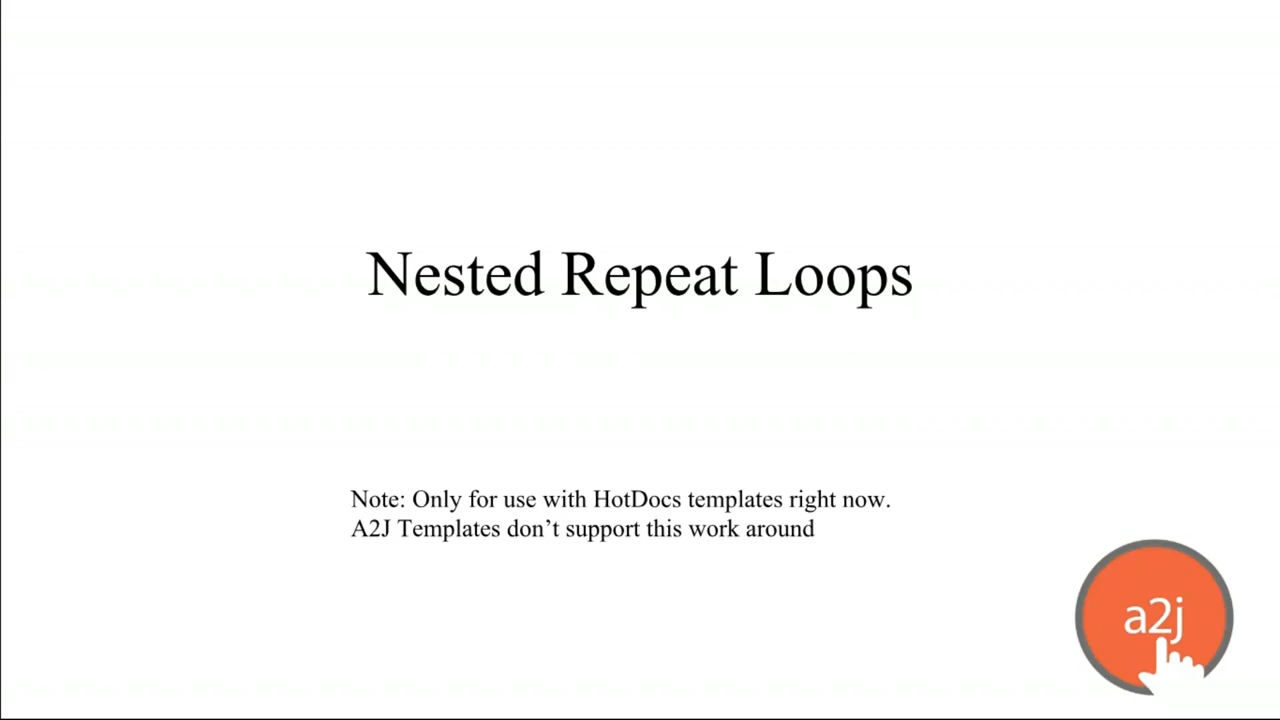 Nested Repeat Loops
Note: Only for use with HotDocs templates right now.
A2J Templates don’t support this work around
a2j